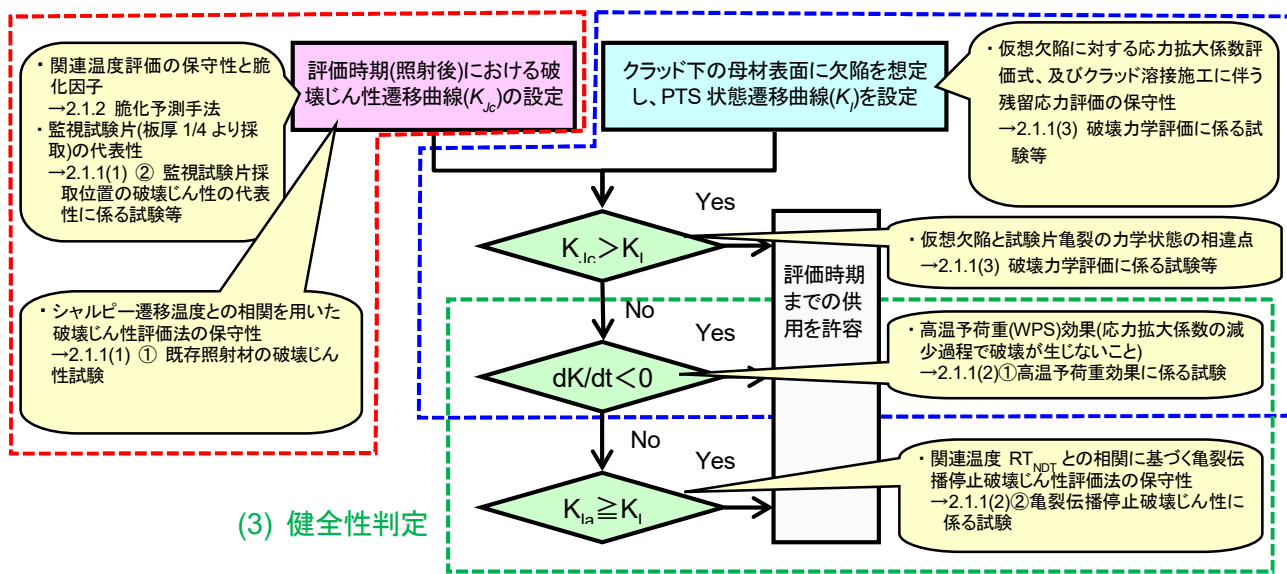 ・ 関連温度評価の保守性と脆
化因子
→2.1.2 脆化予測手法
・ 監視試験片(板厚 1/4 より採
取)の代表性
→2.1.1(1) ② 監視試験片採
取位置の破壊じん性の代表
性に係る試験等
評価時期(照射後)における破
壊じん性遷移曲線(KJc)の設定
クラッド下の母材表面に欠陥を想定
し、PTS 状態遷移曲線(KI)を設定
・ 仮想欠陥に対する応力拡大係数評
価式、及びクラッド溶接施工に伴う
残留応力評価の保守性
→2.1.1(3) 破壊力学評価に係る試
験等
Yes
KJc＞KI
・ 仮想欠陥と試験片亀裂の力学状態の相違点
→2.1.1(3) 破壊力学評価に係る試験等
評価時期
までの供
用を許容
・ シャルピー遷移温度との相関を用いた
破壊じん性評価法の保守性
→2.1.1(1) ① 既存照射材の破壊じん
性試験
No
Yes
dK/dt＜0
・ 高温予荷重(WPS)効果(応力拡大係数の減
少過程で破壊が生じないこと)
→2.1.1(2)①高温予荷重効果に係る試験
No
Yes
KIa≧KI
・ 関連温度 RTNDT との相関に基づく亀裂伝
播停止破壊じん性評価法の保守性
→2.1.1(2)②亀裂伝播停止破壊じん性に
係る試験
(3) 健全性判定